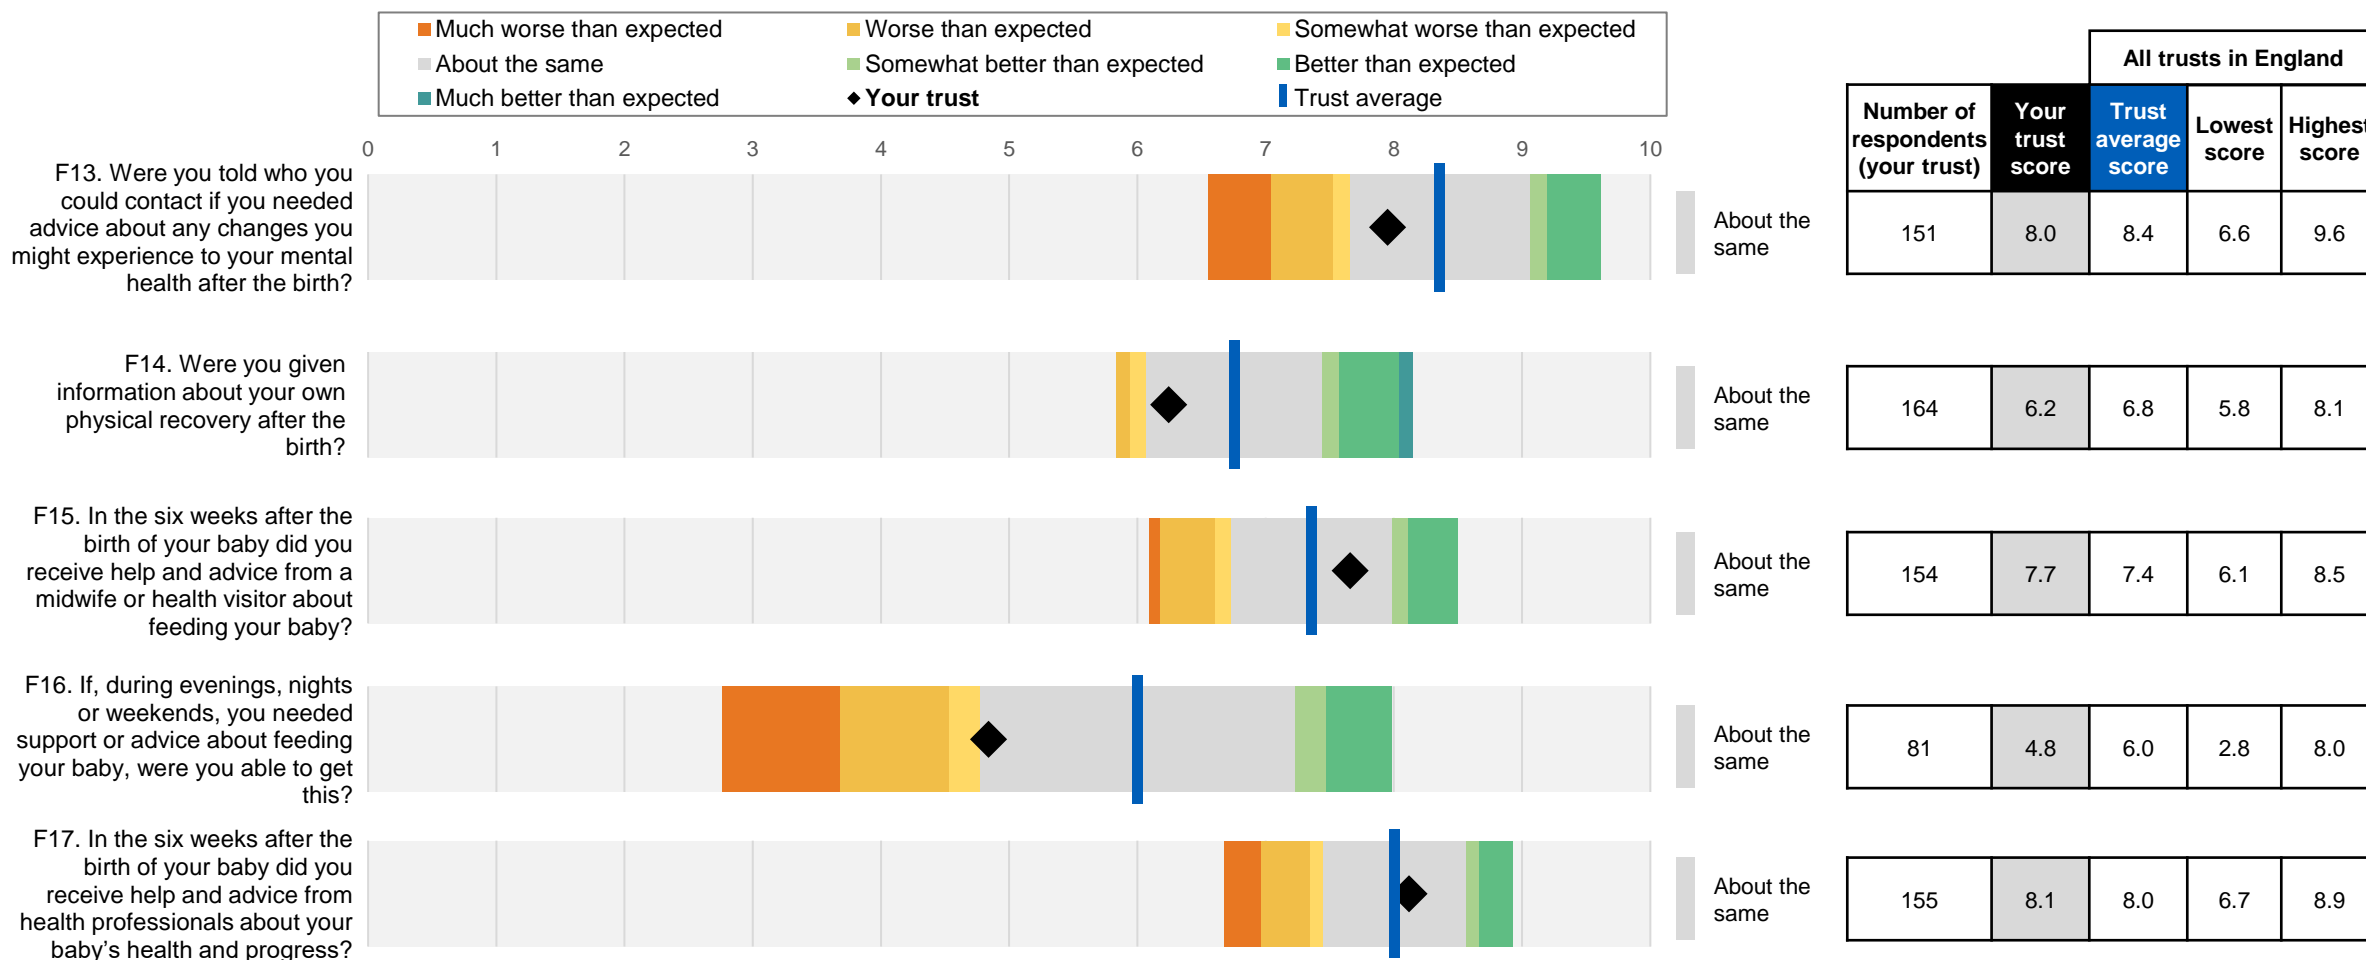 Much worse than expected
Worse than expected
Somewhat worse than expected
About the same
Somewhat better than expected
Better than expected
Much better than expected
Your trust
Trust average
All trusts in England
Number of
respondents
(your trust)
Your
trust
score
Trust
average
score
Lowest
score
Highest
score
0 1 2 3 4 5 6 7 8 9 10
F13. Were you told who you
could contact if you needed
advice about any changes you
might experience to your mental
health after the birth?
About the
same
151 8.0 8.4 6.6 9.6
F14. Were you given
information about your own
physical recovery after the
birth?
About the
same
164 6.2 6.8 5.8 8.1
F15. In the six weeks after the
birth of your baby did you
receive help and advice from a
midwife or health visitor about
feeding your baby?
About the
same
154 7.7 7.4 6.1 8.5
F16. If, during evenings, nights
or weekends, you needed
support or advice about feeding
your baby, were you able to get
this?
About the
same
81 4.8 6.0 2.8 8.0
F17. In the six weeks after the
birth of your baby did you
receive help and advice from
health professionals about your
baby's health and progress?
About the
same
155 8.1 8.0 6.7 8.9